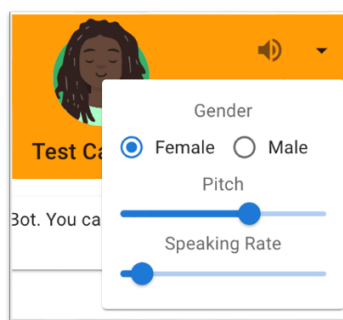 Gender
Test Ca
Female Male
Pitch
Bot. You ca
Speaking Rate